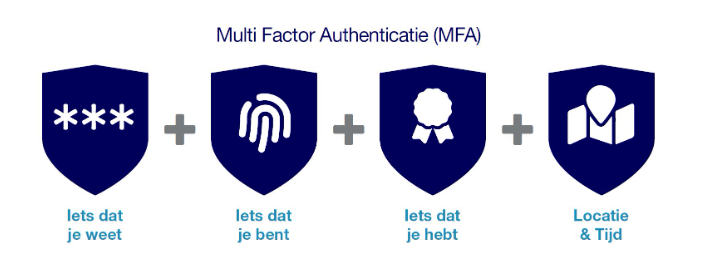 Multi Factor Authenticatie (MFA)
***
Iets dat
je weet
Iets dat
je bent
Iets dat
je hebt
Locatie
& Tijd